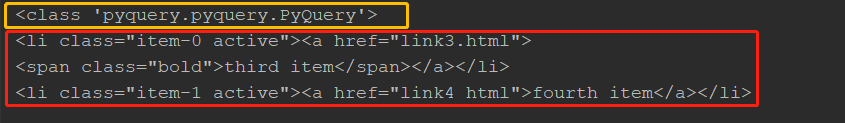 <class 'pyquery.pyquery.PyQuery'>
<li class="item-0 active"><a href="link3.html">
<span class="bold">third item</span></a></li>
<li class="item-1 active"><a href="link4 html">fourth item</a></li>